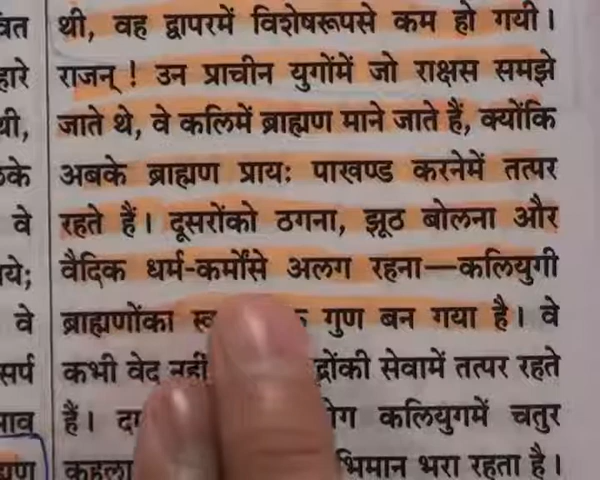 थी, वह द्वापरमें विशेषरूपसे कम हो गयी।
राजन्! उन प्राचीन युगोंमें जो राक्षस समझे
जाते थे, वे कलिमें ब्राह्मण माने जाते हैं, क्योंकि
अबके ब्राह्मण प्रायः पाखण्ड करनेमें तत्पर
रहते हैं। दूसरोंको ठगना, झूठ बोलना और
वैदिक धर्म-कर्मोंसे अलग रहना—कलियुगी
ब्राह्मणोंका गुण बन गया है। वे
कभी वेद सेवामें तत्पर रहते
हैं। कलियुगमें चतुर
भरा रहता है।